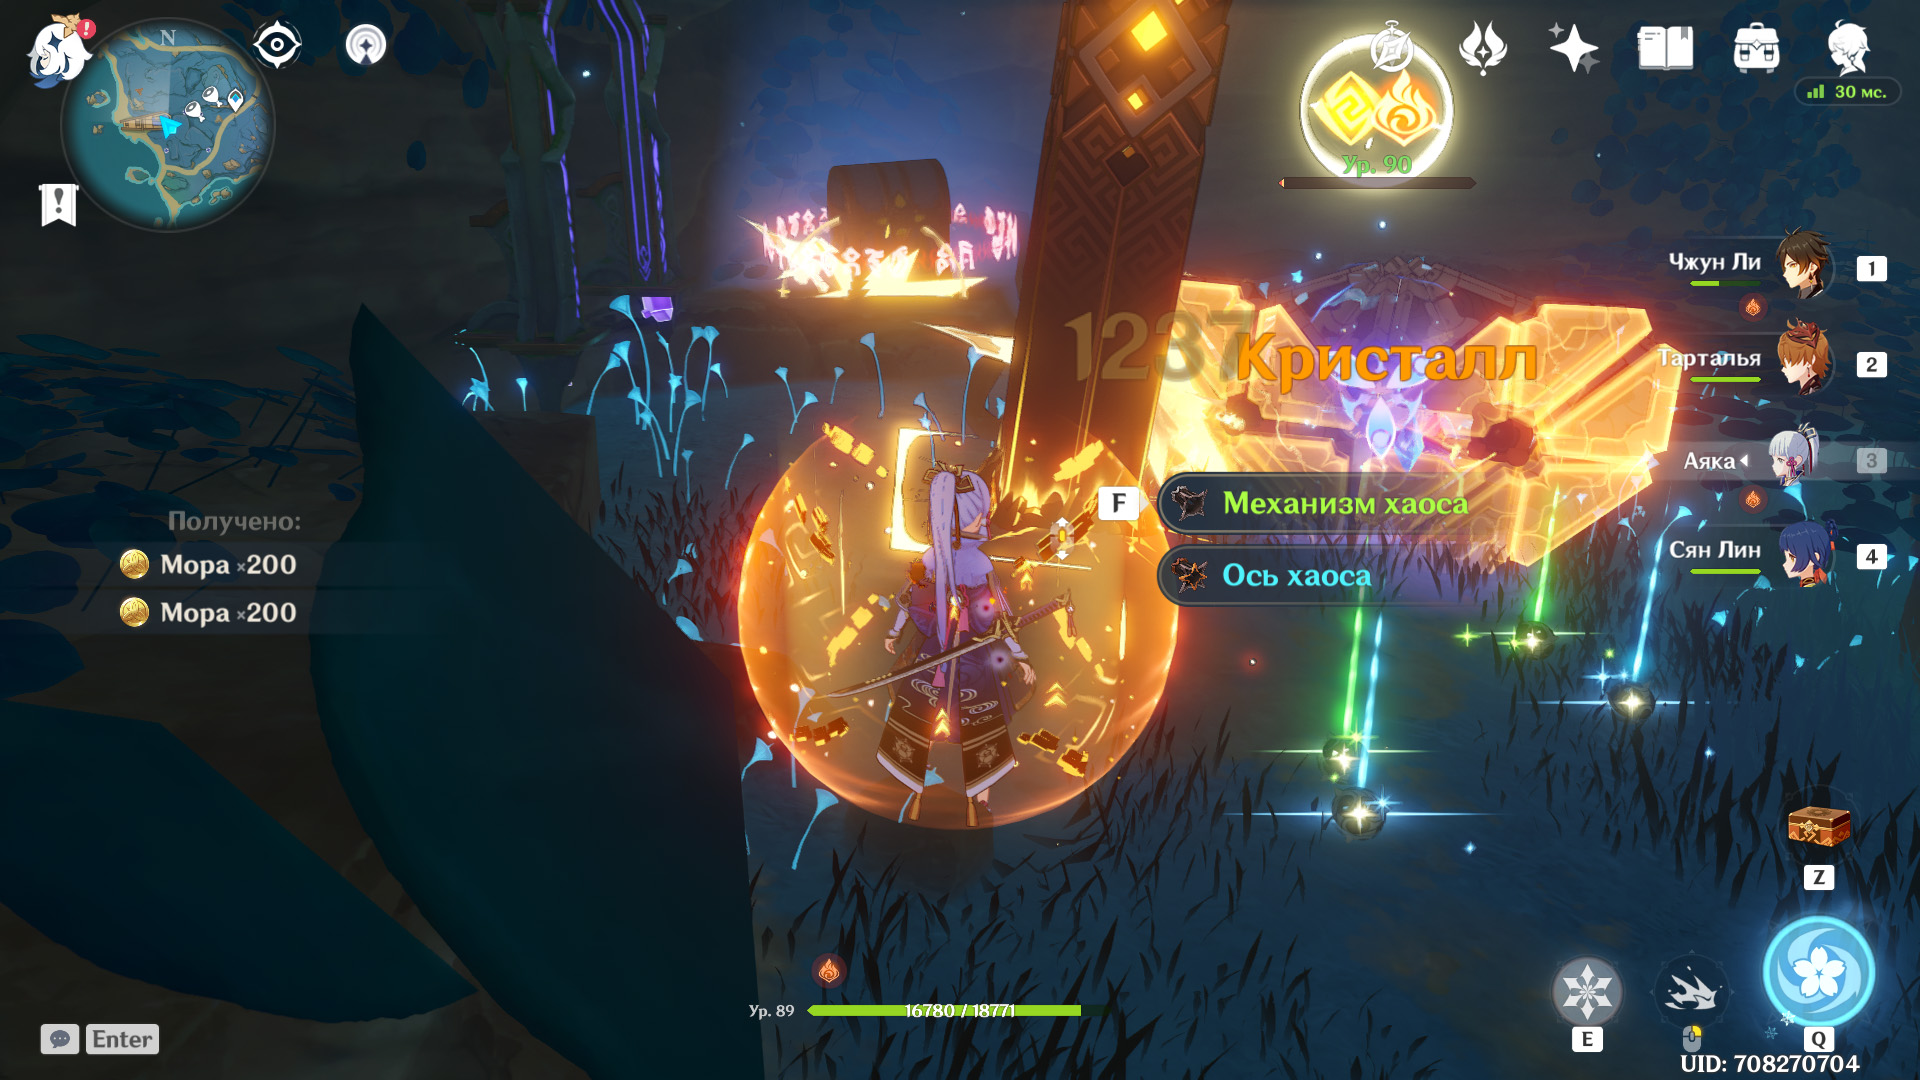 N
30 мс.
Ур. 90
Чжун Ли
1
1237
Кристалл
Тарталья
2
Аяка
3
F
Механизм хаоса
Получено:
Мора ×200
Сян Лин
4
Ось хаоса
Мора ×200
Z
Ур. 89
16780 / 18771
Enter
E
Q
UID: 708270704